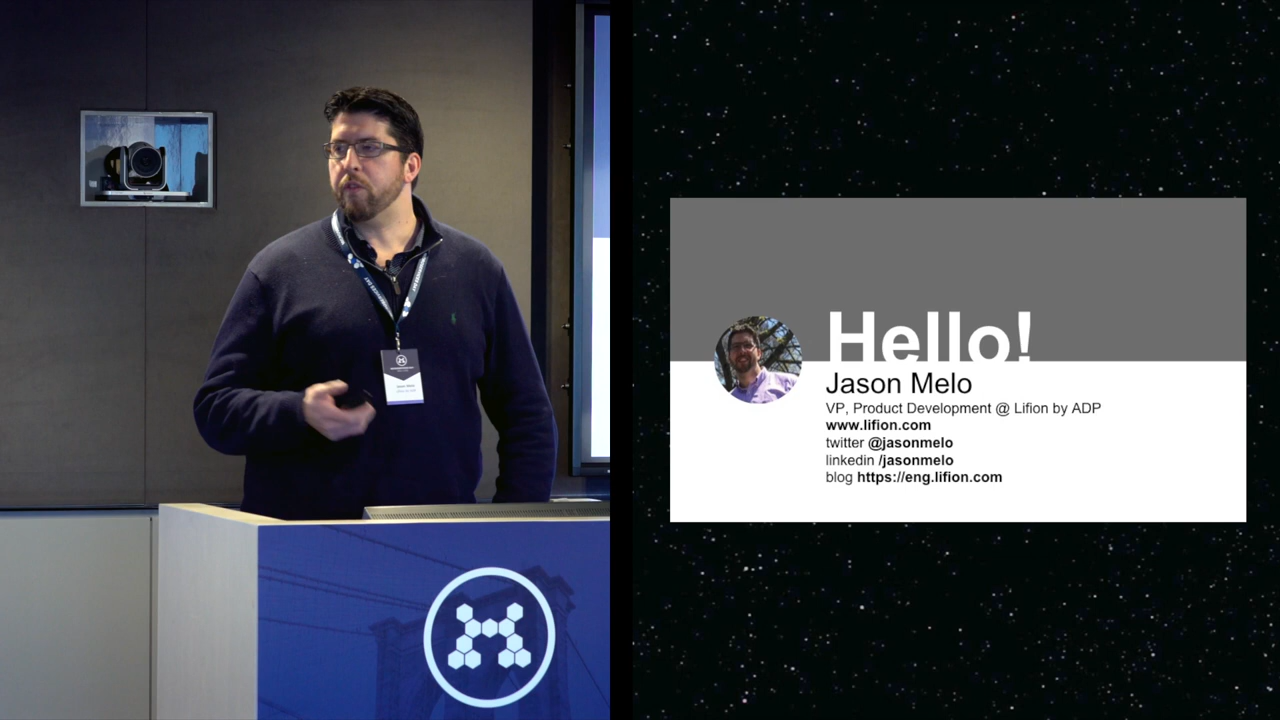 Hello!
Jason Melo
VP, Product Development @ Lifion by ADP
www.lifion.com
twitter @jasonmelo
linkedin /jasonmelo
blog https://eng.lifion.com